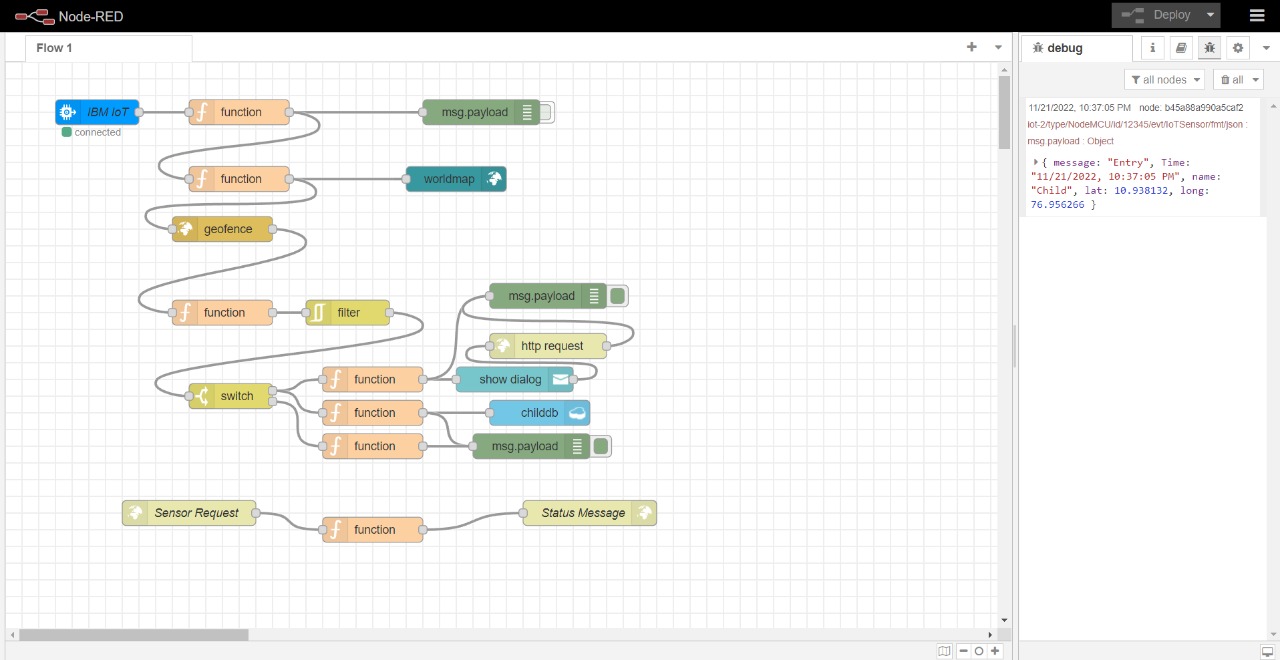 Node-RED
Deploy
Flow 1
debug
i
all nodes
all
IBM IoT
connected
function
msg.payload
function
worldmap
geofence
function
filter
msg.payload
http request
function
show dialog
switch
function
childdb
function
msg.payload
Sensor Request
function
Status Message
11/21/2022, 10:37:05 PM node: b45a88a990a5caf2
iot-2/type/NodeMCU/id/12345/evt/IoTSensor/fmt/json :
msg.payload : Object
{ message: "Entry", Time:
"11/21/2022, 10:37:05 PM", name:
"Child", lat: 10.938132, long:
76.956266 }